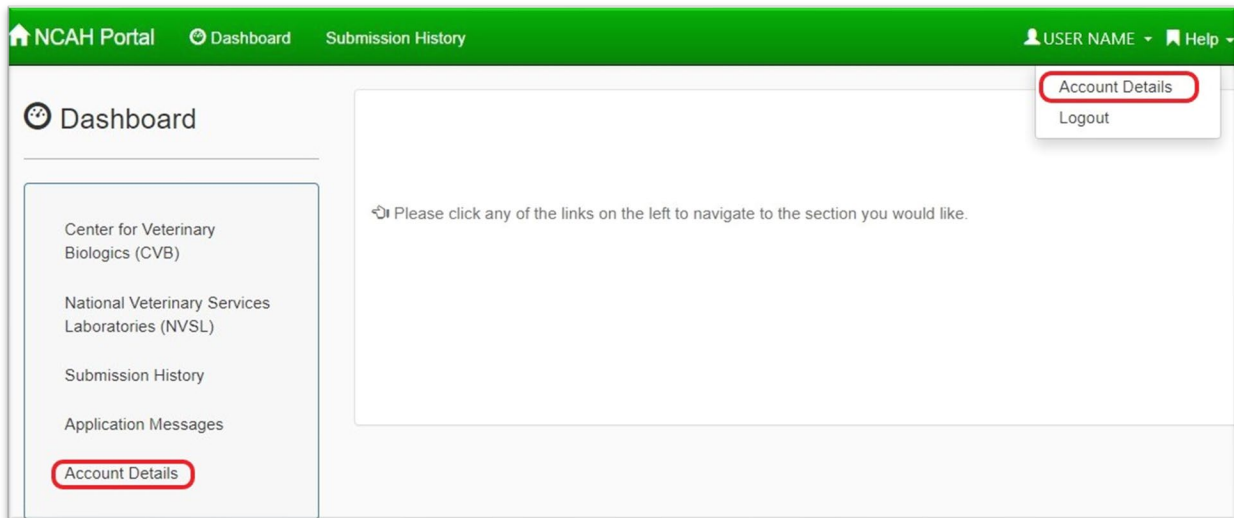 NCAH Portal Dashboard Submission History USER NAME Help
Account Details
Logout
Dashboard
Please click any of the links on the left to navigate to the section you would like.
Center for Veterinary
Biologics (CVB)
National Veterinary Services
Laboratories (NVSL)
Submission History
Application Messages
Account Details